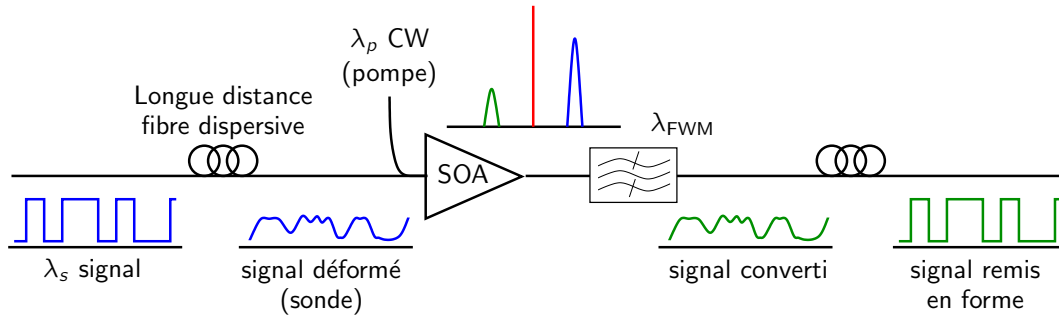 λp CW
(pompe)
Longue distance
fibre dispersive
λFWM
SOA
λs signal
signal déformé
(sonde)
signal converti
signal remis
en forme